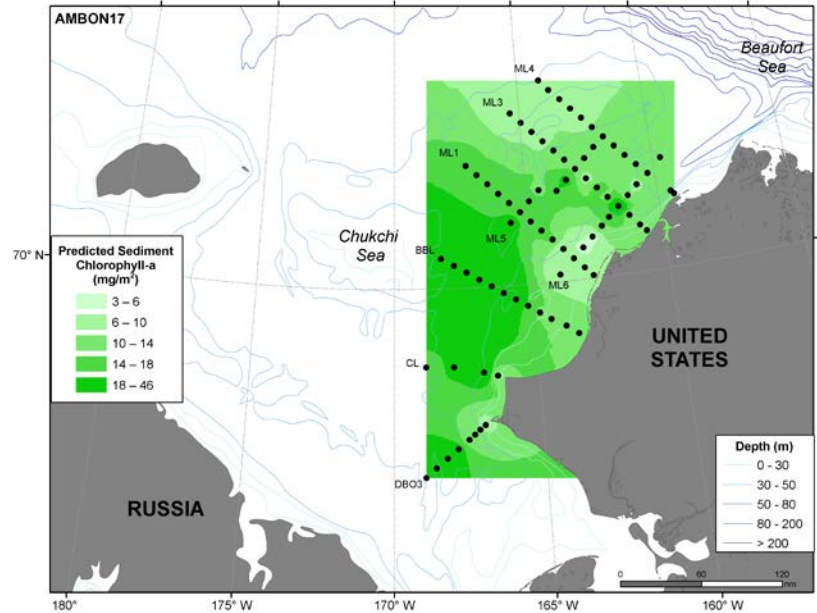 AMBON17
Beaufort
Sea
ML4
ML3
ML1
Chukchi
Sea
ML5
BBL
ML6
70° N
Predicted Sediment
Chlorophyll-a
(mg/m²)
3 – 6
6 – 10
10 – 14
14 – 18
18 – 46
UNITED
STATES
CL
DBO3
RUSSIA
Depth (m)
0 - 30
30 - 50
50 - 80
80 - 200
> 200
0 60 120
nm
180° 175° W 170° W 165° W 160° W